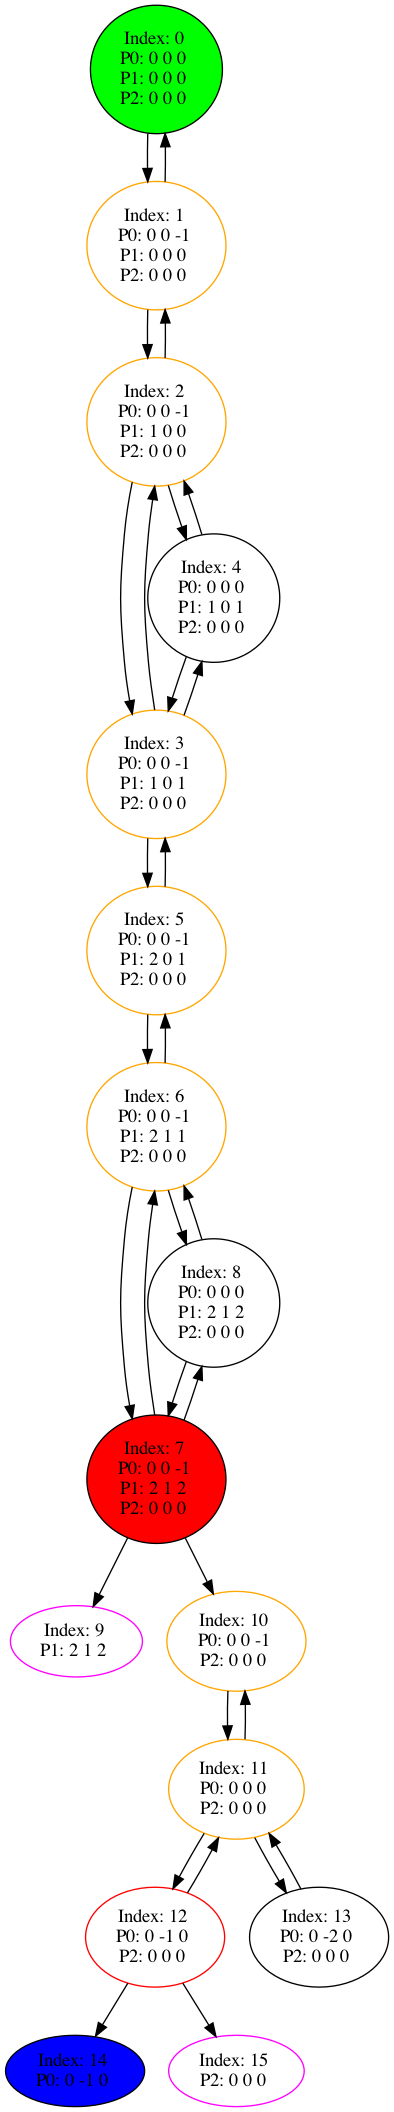 Index: 0
P0: 0 0 0
P1: 0 0 0
P2: 0 0 0
Index: 1
P0: 0 0 -1
P1: 0 0 0
P2: 0 0 0
Index: 2
P0: 0 0 -1
P1: 1 0 0
P2: 0 0 0
Index: 4
P0: 0 0 0
P1: 1 0 1
P2: 0 0 0
Index: 3
P0: 0 0 -1
P1: 1 0 1
P2: 0 0 0
Index: 5
P0: 0 0 -1
P1: 2 0 1
P2: 0 0 0
Index: 6
P0: 0 0 -1
P1: 2 1 1
P2: 0 0 0
Index: 8
P0: 0 0 0
P1: 2 1 2
P2: 0 0 0
Index: 7
P0: 0 0 -1
P1: 2 1 2
P2: 0 0 0
Index: 9
P1: 2 1 2
Index: 10
P0: 0 0 -1
P2: 0 0 0
Index: 11
P0: 0 0 0
P2: 0 0 0
Index: 12
P0: 0 -1 0
P2: 0 0 0
Index: 13
P0: 0 -2 0
P2: 0 0 0
Index: 14
P0: 0 -1 0
Index: 15
P2: 0 0 0